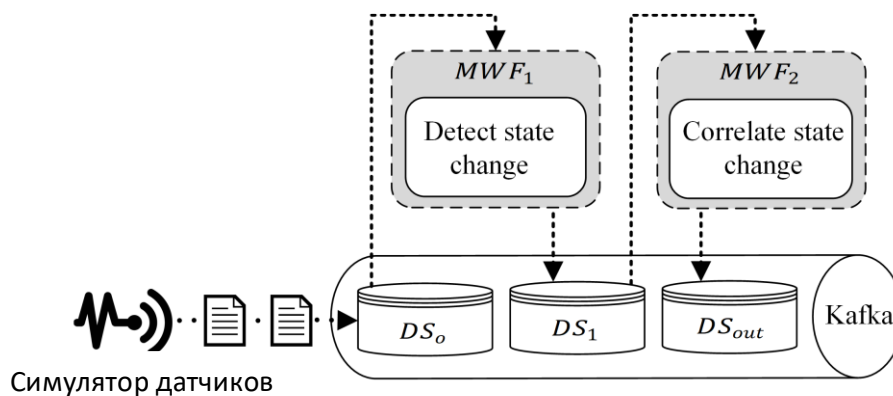 MWF₁
Detect state
change
MWF₂
Correlate state
change
DSₒ
DS₁
DSₒᵤₜ
Kafka
Симулятор датчиков